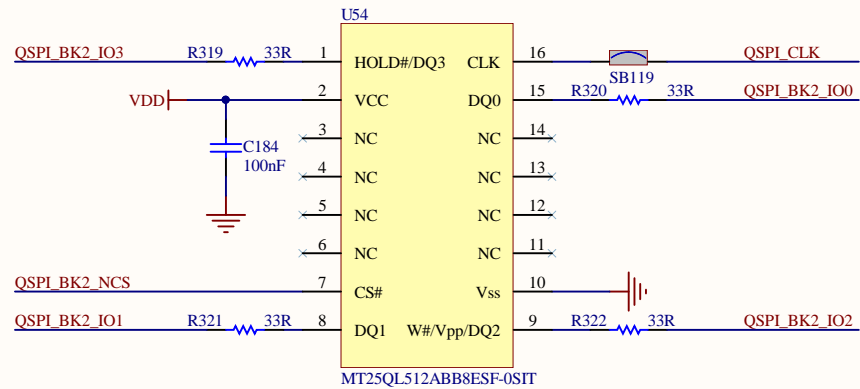 U54
QSPI_BK2_IO3 R319 33R 1 HOLD#/DQ3 CLK 16 QSPI_CLK
SB119
VDD 2 VCC DQ0 15 R320 33R QSPI_BK2_IO0
3 NC NC 14
C184
100nF
4 NC NC 13
5 NC NC 12
6 NC NC 11
QSPI_BK2_NCS 7 CS# Vss 10
QSPI_BK2_IO1 R321 33R 8 DQ1 W#/Vpp/DQ2 9 R322 33R QSPI_BK2_IO2
MT25QL512ABB8ESF-0SIT